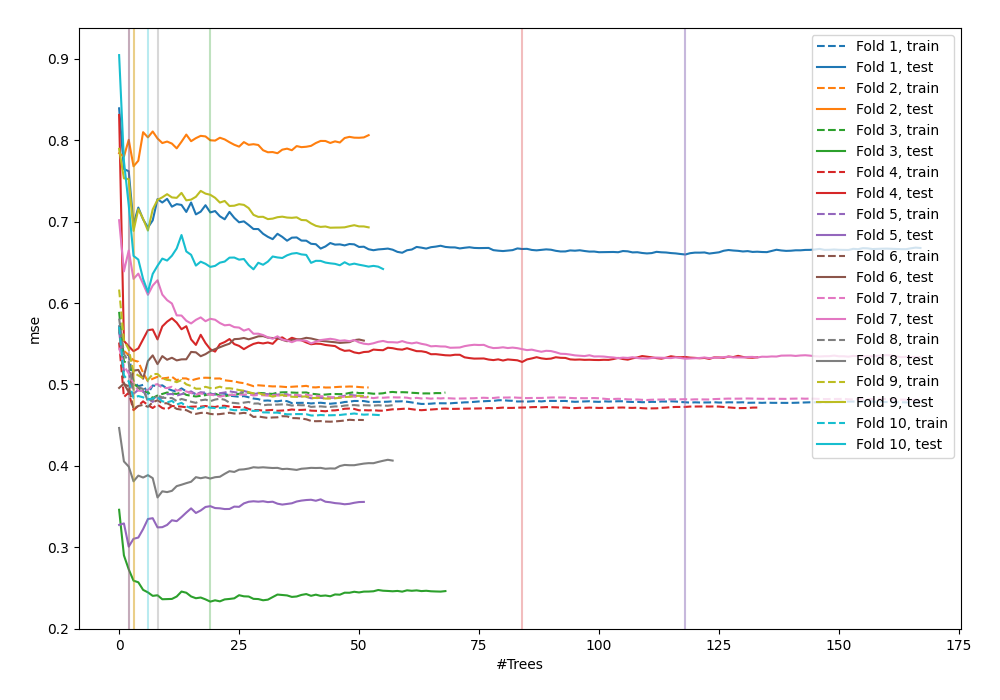 0.9
0.8
0.7
0.6
0.5
0.4
0.3
0.2
mse
0
25
50
75
100
125
150
175
#Trees
Fold 1, train
Fold 1, test
Fold 2, train
Fold 2, test
Fold 3, train
Fold 3, test
Fold 4, train
Fold 4, test
Fold 5, train
Fold 5, test
Fold 6, train
Fold 6, test
Fold 7, train
Fold 7, test
Fold 8, train
Fold 8, test
Fold 9, train
Fold 9, test
Fold 10, train
Fold 10, test